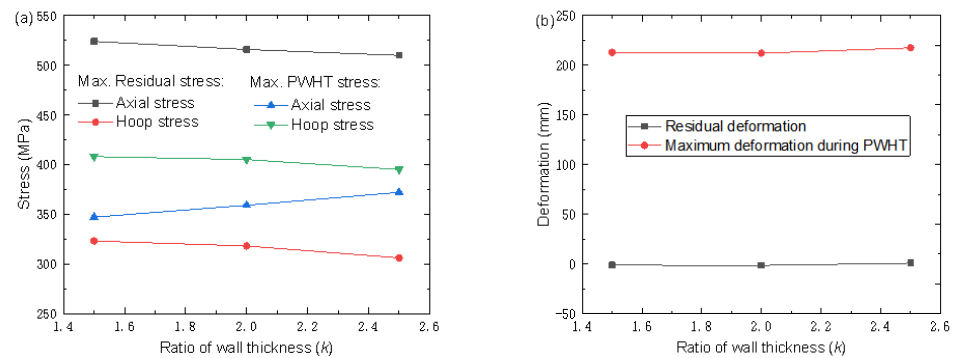 (a)
550
500
450
400
350
300
250
Stress (MPa)
Max. Residual stress:
Axial stress
Hoop stress
Max. PWHT stress:
Axial stress
Hoop stress
1.4 1.6 1.8 2.0 2.2 2.4 2.6
Ratio of wall thickness (k)
(b)
250
200
150
100
50
0
-50
Deformation (mm)
Residual deformation
Maximum deformation during PWHT
1.4 1.6 1.8 2.0 2.2 2.4 2.6
Ratio of wall thickness (k)